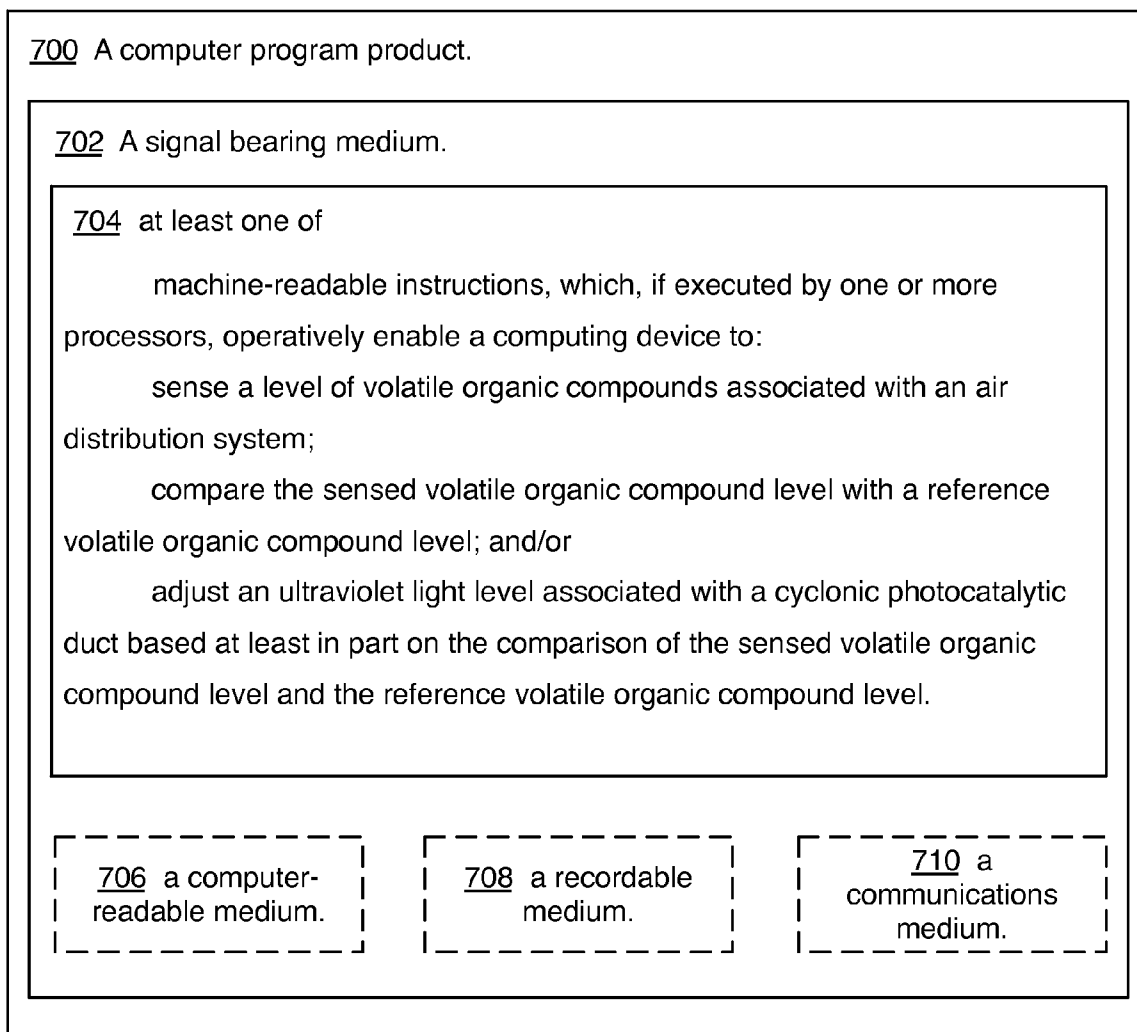 700 A computer program product.
702 A signal bearing medium.
704 at least one of
machine-readable instructions, which, if executed by one or more
processors, operatively enable a computing device to:
sense a level of volatile organic compounds associated with an air
distribution system;
compare the sensed volatile organic compound level with a reference
volatile organic compound level; and/or
adjust an ultraviolet light level associated with a cyclonic photocatalytic
duct based at least in part on the comparison of the sensed volatile organic
compound level and the reference volatile organic compound level.
706 a computer-
readable medium.
708 a recordable
medium.
710 a
communications
medium.